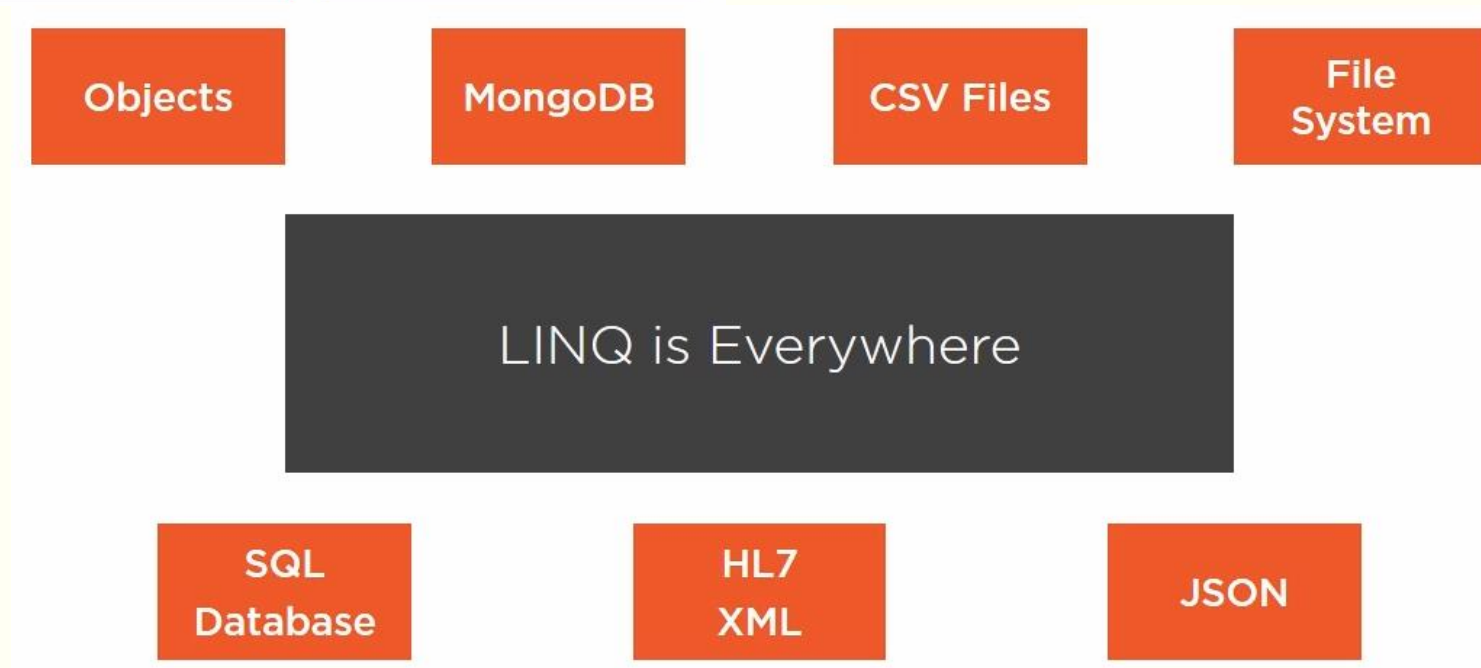 Objects
MongoDB
CSV Files
File
System
LINQ is Everywhere
SQL
Database
HL7
XML
JSON